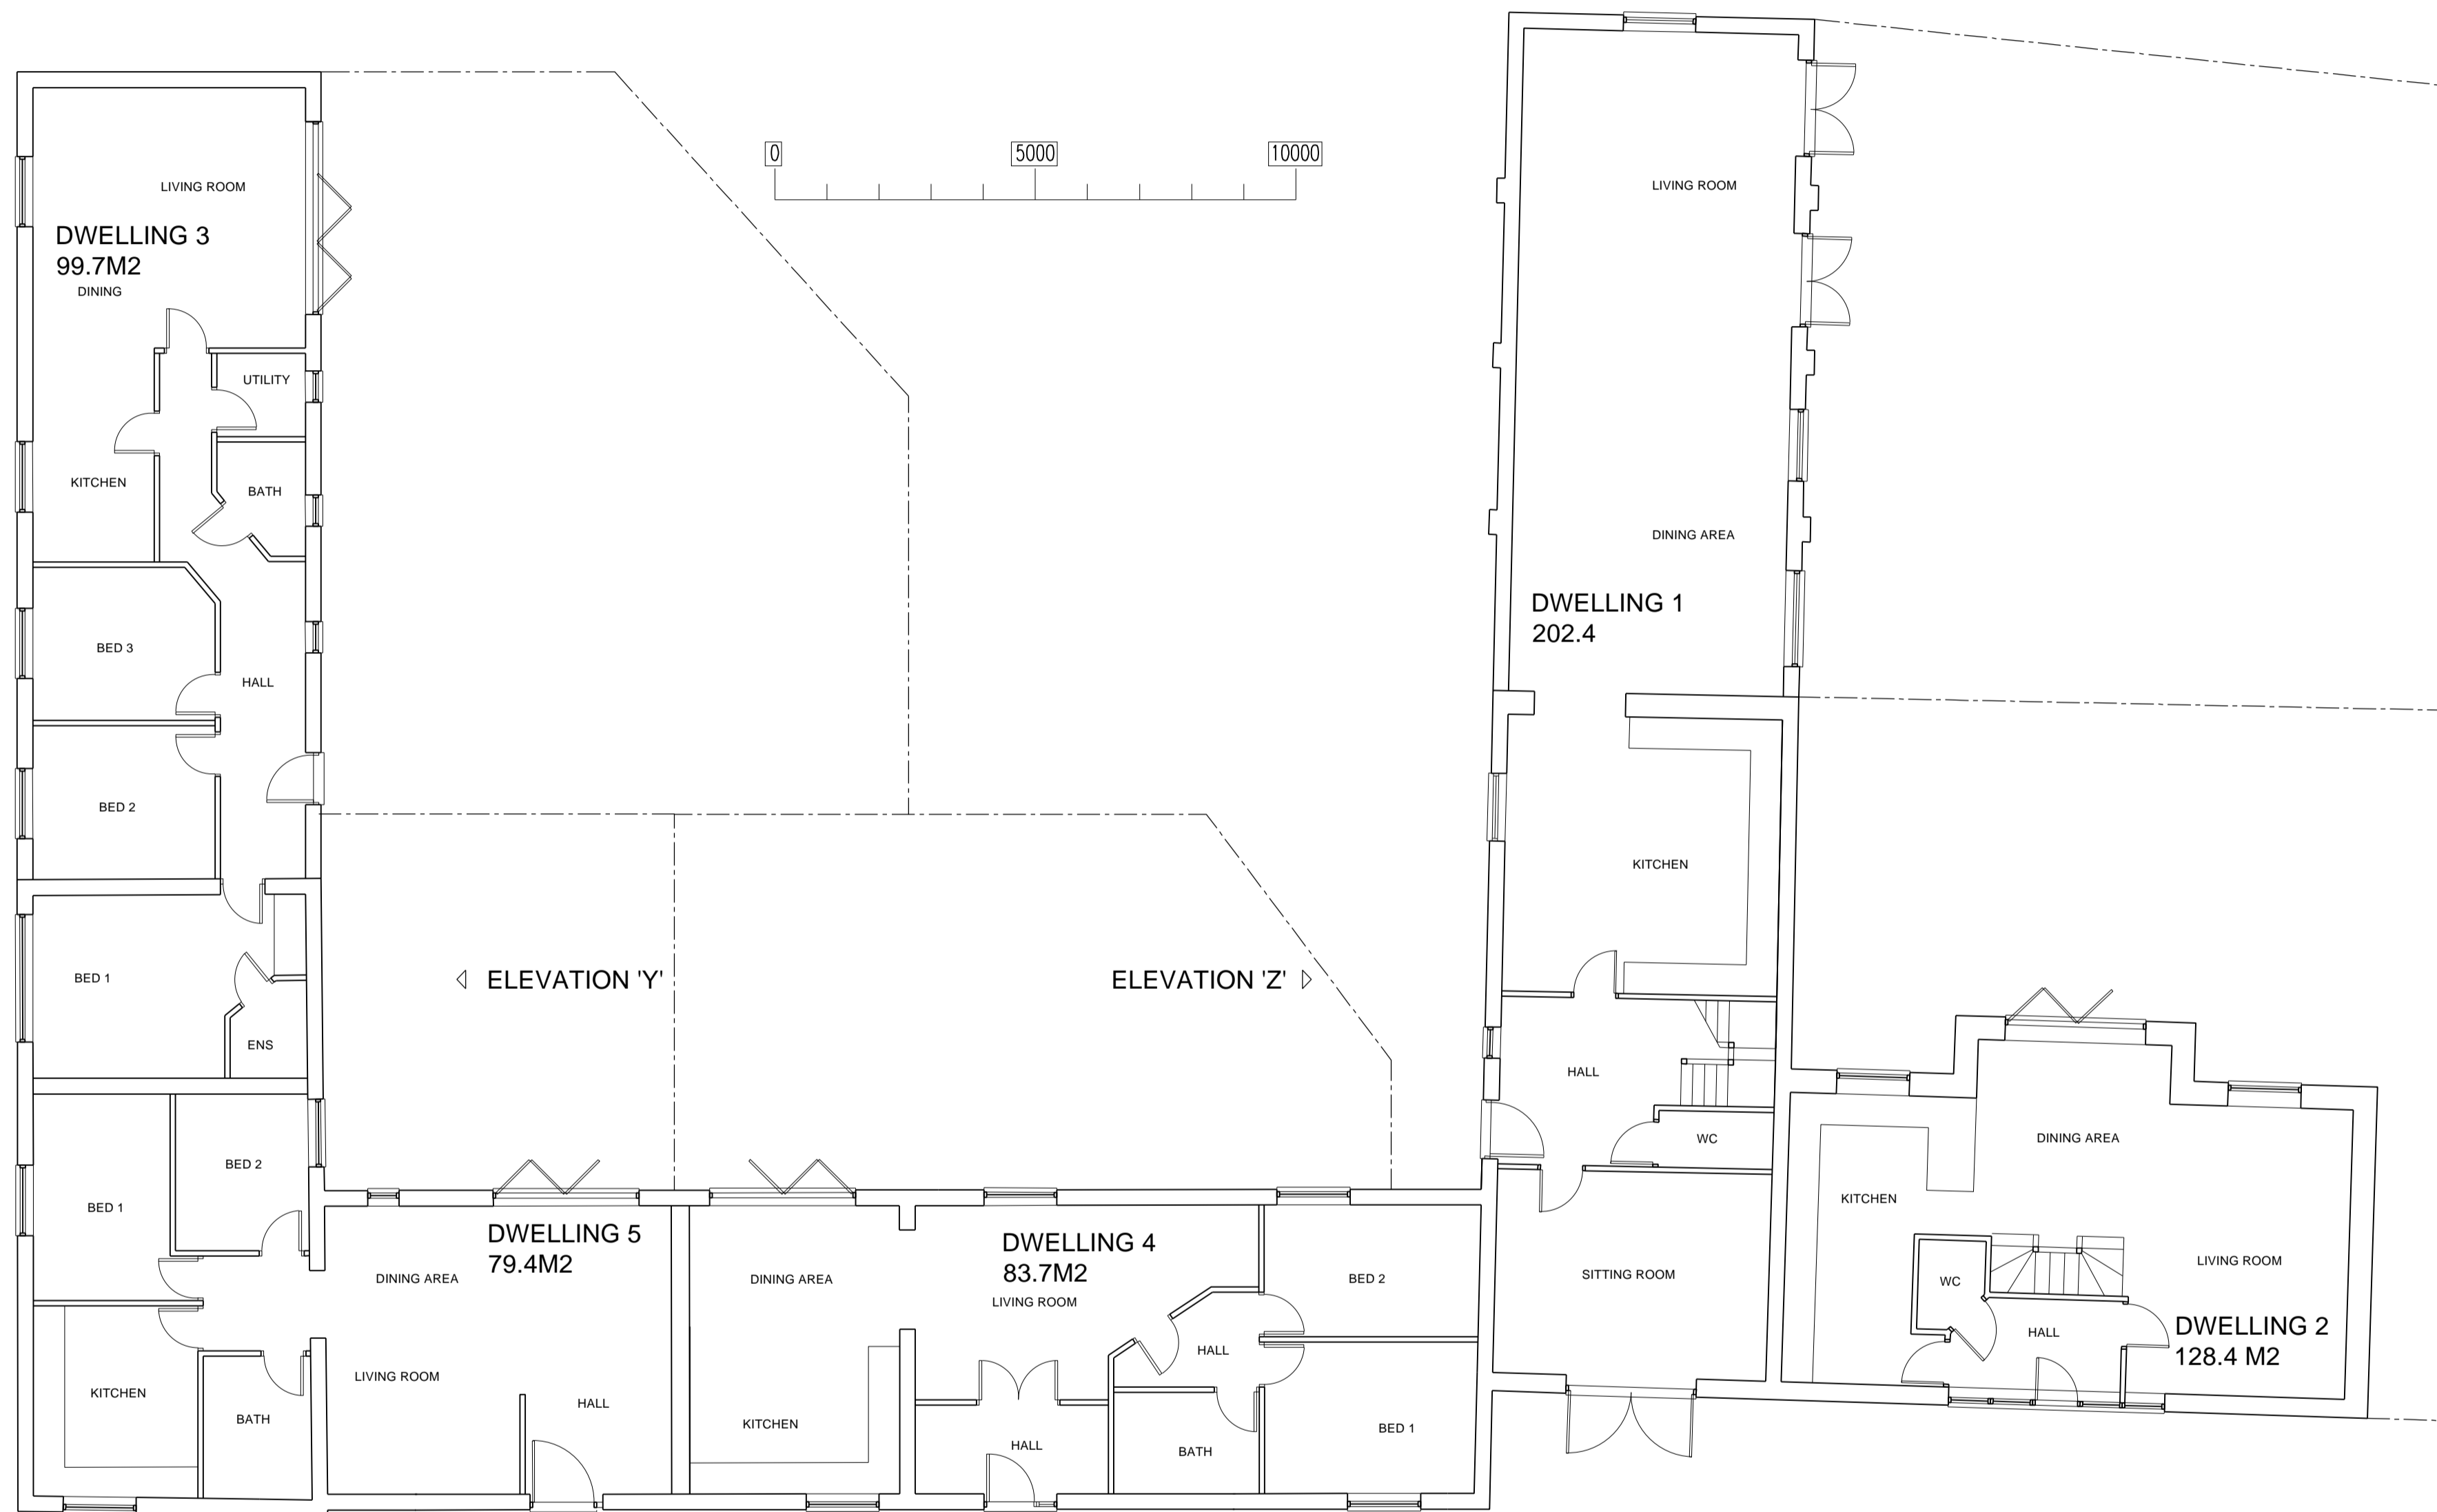 0
5000
10000
LIVING ROOM
DWELLING 3
99.7M2
DINING
UTILITY
KITCHEN
BATH
BED 3
HALL
BED 2
BED 1
ENS
ELEVATION 'Y'
ELEVATION 'Z'
LIVING ROOM
DINING AREA
DWELLING 1
202.4
KITCHEN
HALL
WC
SITTING ROOM
BED 1
BED 2
KITCHEN
BATH
DWELLING 5
79.4M2
DINING AREA
LIVING ROOM
HALL
DINING AREA
KITCHEN
DWELLING 4
83.7M2
LIVING ROOM
HALL
HALL
BATH
BED 2
BED 1
DINING AREA
KITCHEN
WC
HALL
LIVING ROOM
DWELLING 2
128.4 M2